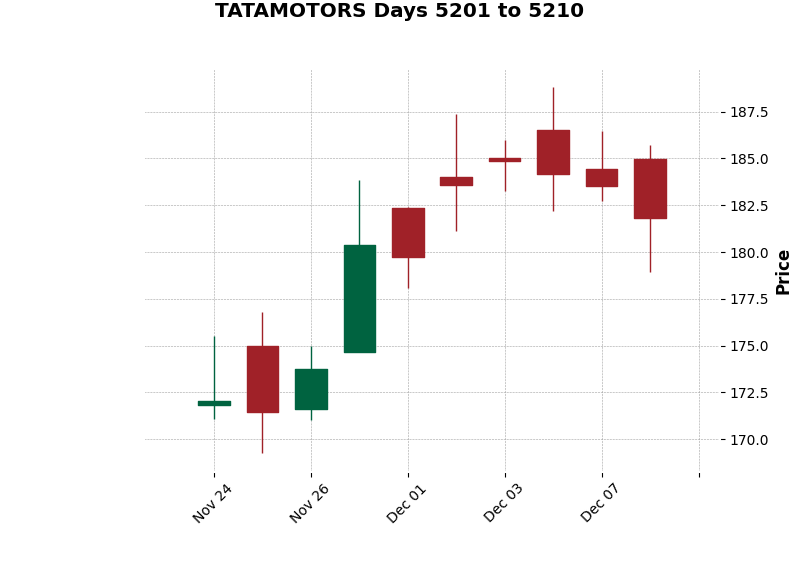 TATAMOTORS Days 5201 to 5210
187.5
185.0
182.5
180.0
177.5
175.0
172.5
170.0
Price
Nov 24
Nov 26
Dec 01
Dec 03
Dec 07